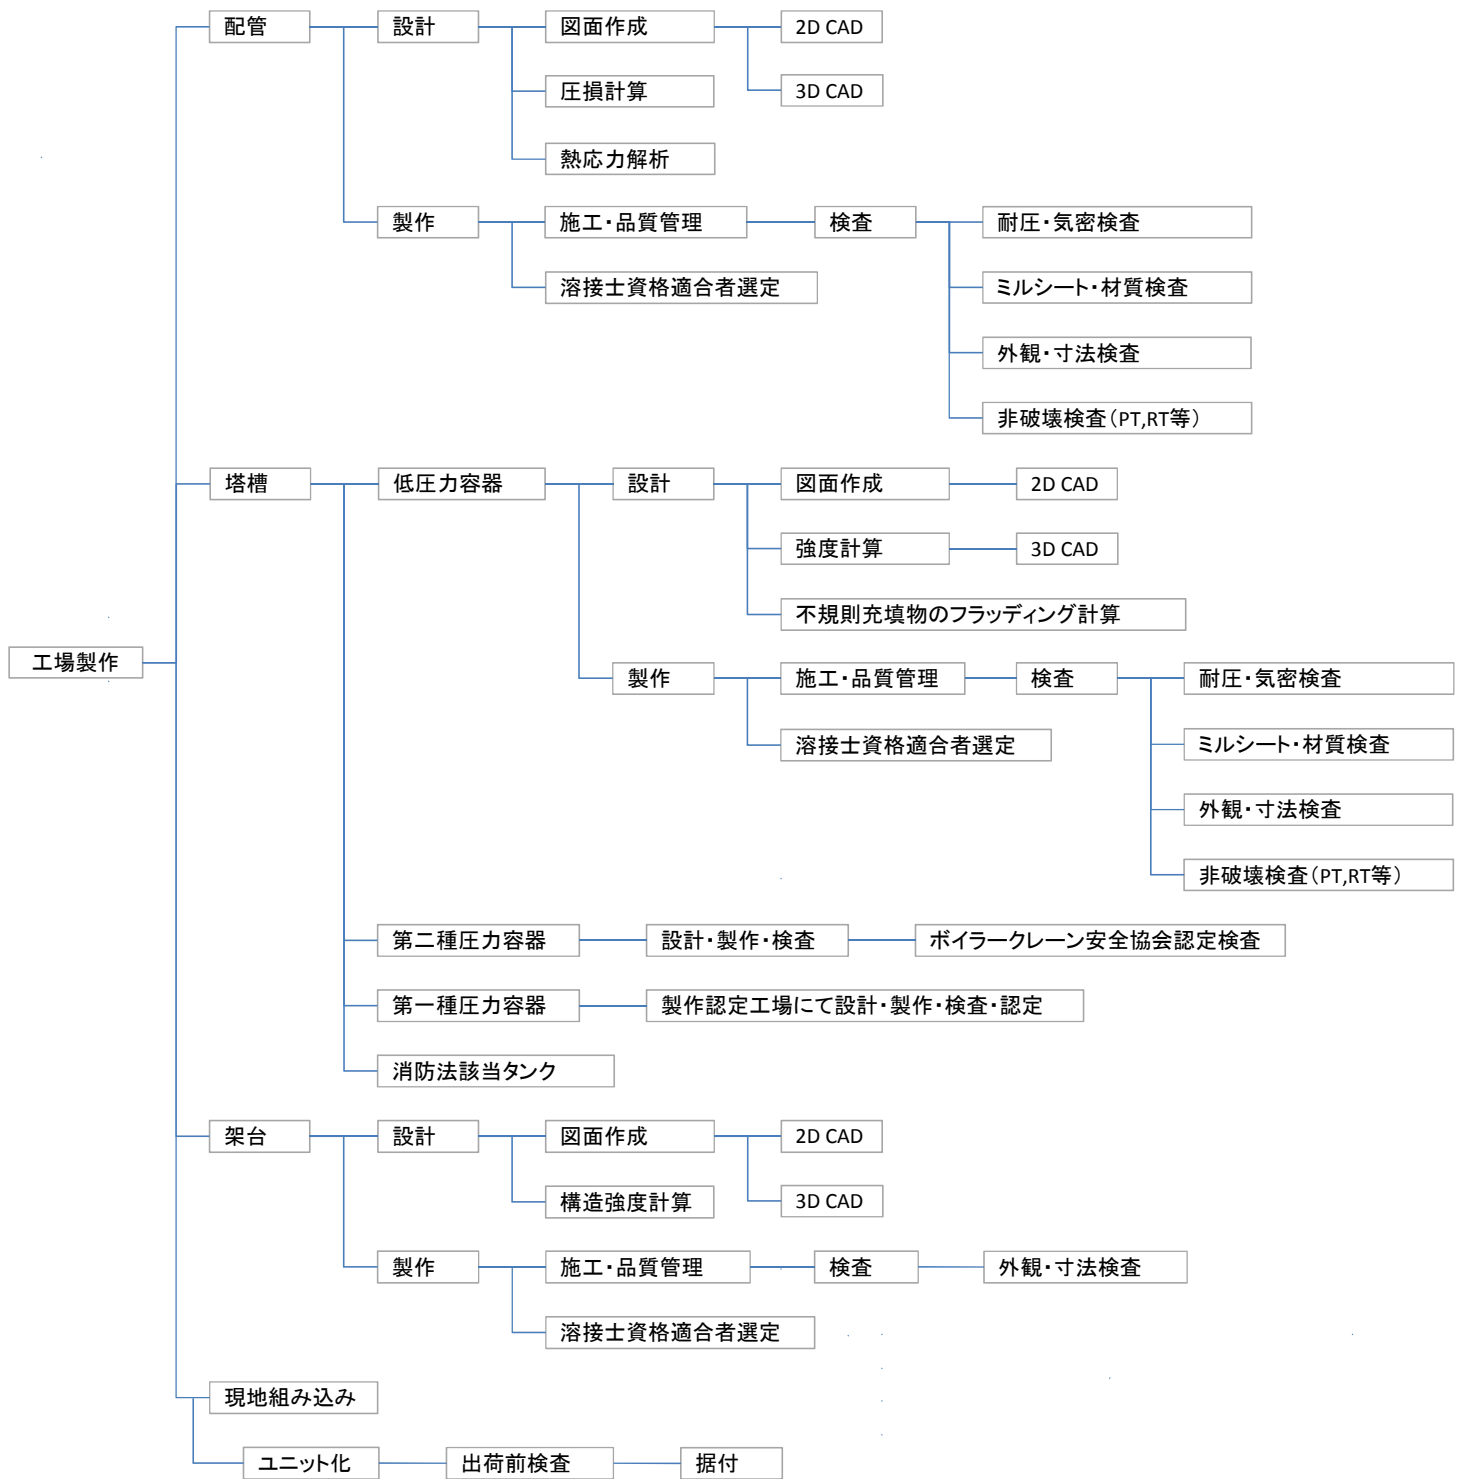 配管
設計
図面作成
2D CAD
圧損計算
3D CAD
熱応力解析
製作
施工・品質管理
検査
耐圧・気密検査
溶接士資格適合者選定
ミルシート・材質検査
外観・寸法検査
非破壊検査（PT,RT等）
塔槽
低圧力容器
設計
図面作成
2D CAD
強度計算
3D CAD
不規則充填物のフラッディング計算
工場製作
製作
施工・品質管理
検査
耐圧・気密検査
溶接士資格適合者選定
ミルシート・材質検査
外観・寸法検査
非破壊検査（PT,RT等）
第二種圧力容器
設計・製作・検査
ボイラークレーン安全協会認定検査
第一種圧力容器
製作認定工場にて設計・製作・検査・認定
消防法該当タンク
架台
設計
図面作成
2D CAD
構造強度計算
3D CAD
製作
施工・品質管理
検査
外観・寸法検査
溶接士資格適合者選定
現地組み込み
ユニット化
出荷前検査
据付